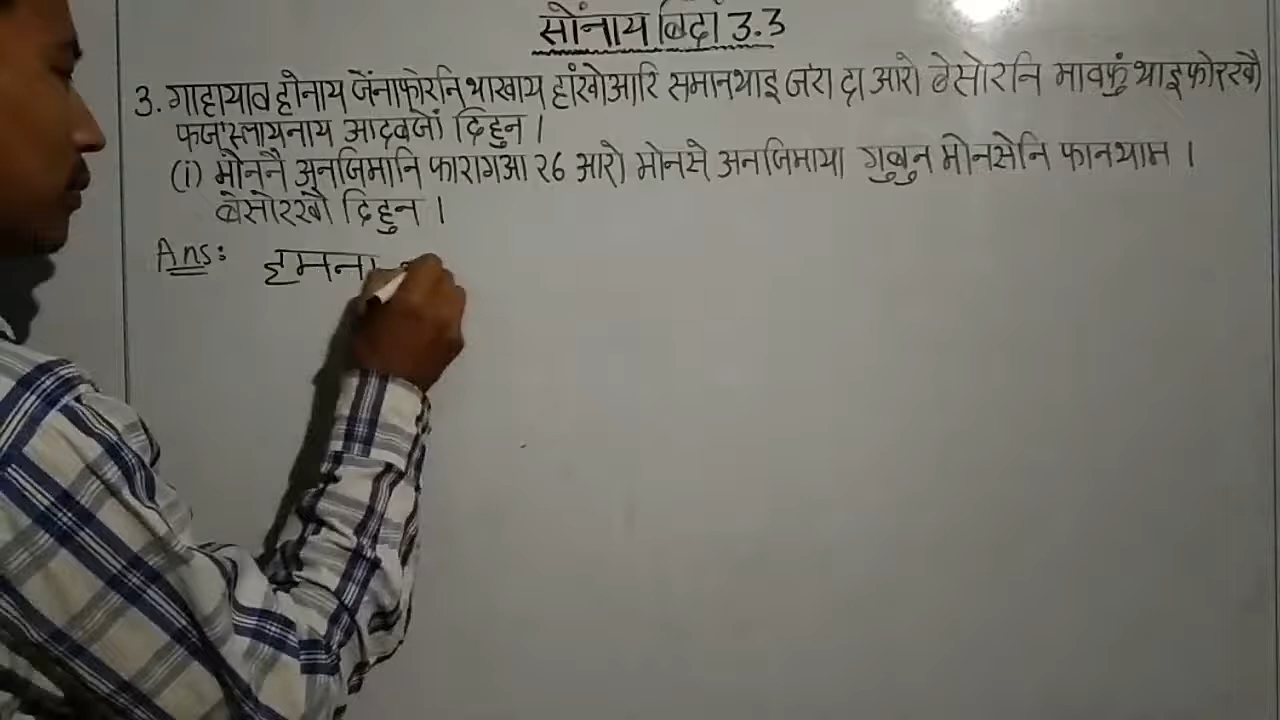 सोंनाय बिदां 3.3
3. गाहायाव होनाय जेंनाफोरनि थाखाय हांखोआरि समानथाइ जरा दा आरो बेसोरनि मावफुंथाइफोरखौ
फज'स्लायनाय आदबजों दिहुन ।
(i) मोननै अनजिमानि फारागआ २6 आरो मोनसे अनजिमाया गुबुन मोनसेनि फानथाम ।
बेसोरखौ दिहुन ।
Ans: हमना